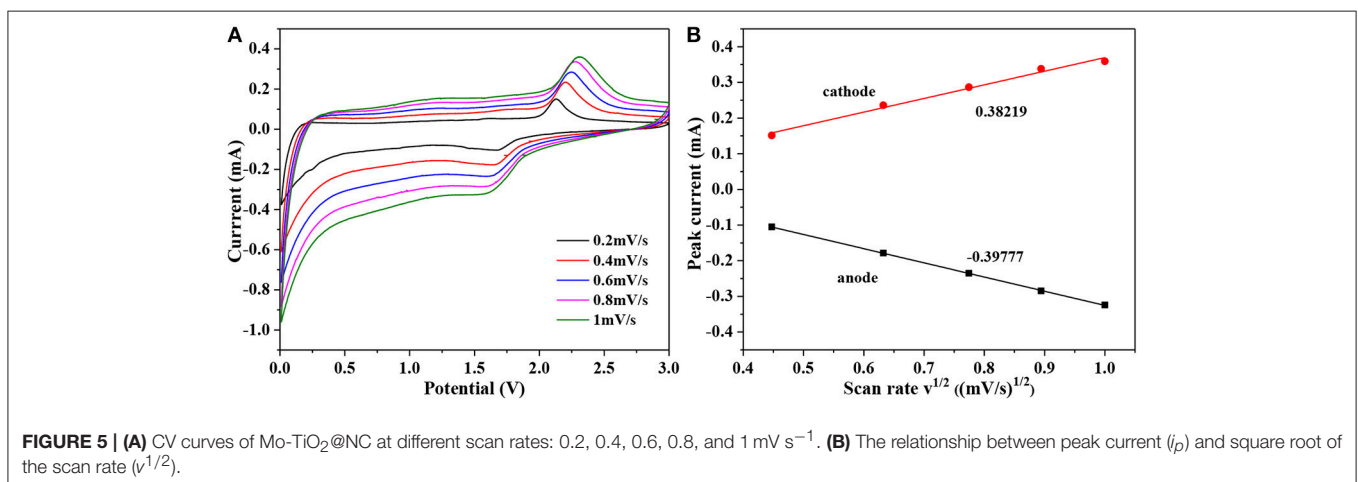 A
0.4
0.2
0.0
-0.2
-0.4
-0.6
-0.8
-1.0
Currrent (mA)
0.0 0.5 1.0 1.5 2.0 2.5 3.0
Potential (V)
0.2mV/s
0.4mV/s
0.6mV/s
0.8mV/s
1mV/s
B
0.4
0.3
0.2
0.1
0.0
-0.1
-0.2
-0.3
-0.4
Peak current (mA)
cathode
0.38219
-0.39777
anode
0.4 0.5 0.6 0.7 0.8 0.9 1.0
Scan rate v^{1/2} ((mV/s)^{1/2})
FIGURE 5 | (A) CV curves of Mo-TiO₂@NC at different scan rates: 0.2, 0.4, 0.6, 0.8, and 1 mV s⁻¹. (B) The relationship between peak current (iₚ) and square root of
the scan rate (v^{1/2}).